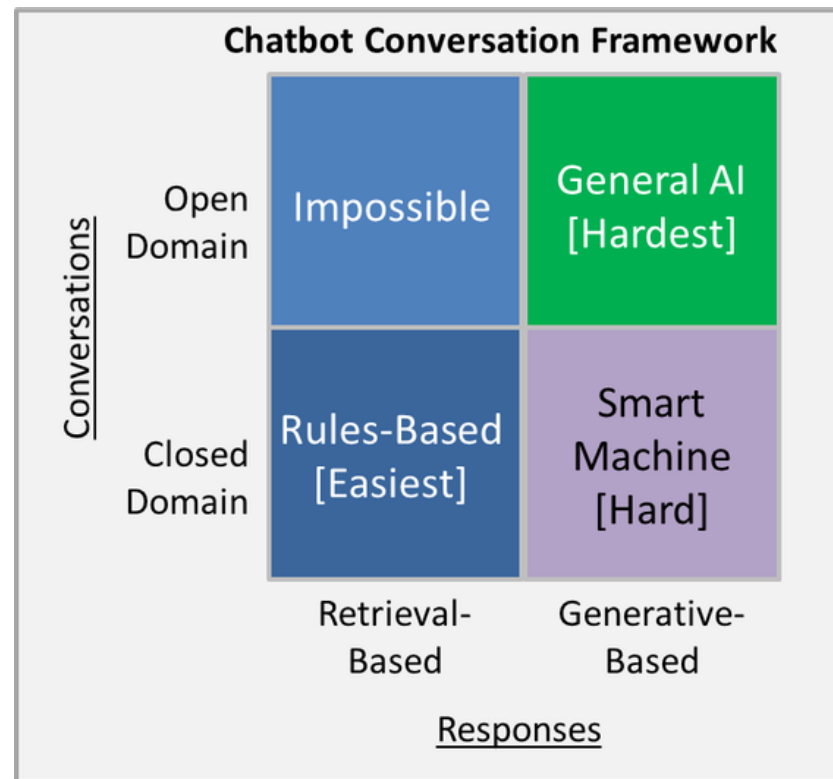 Chatbot Conversation Framework
Conversations
Open
Domain
Impossible
General AI
[Hardest]
Closed
Domain
Rules-Based
[Easiest]
Smart
Machine
[Hard]
Retrieval-
Based
Generative-
Based
Responses